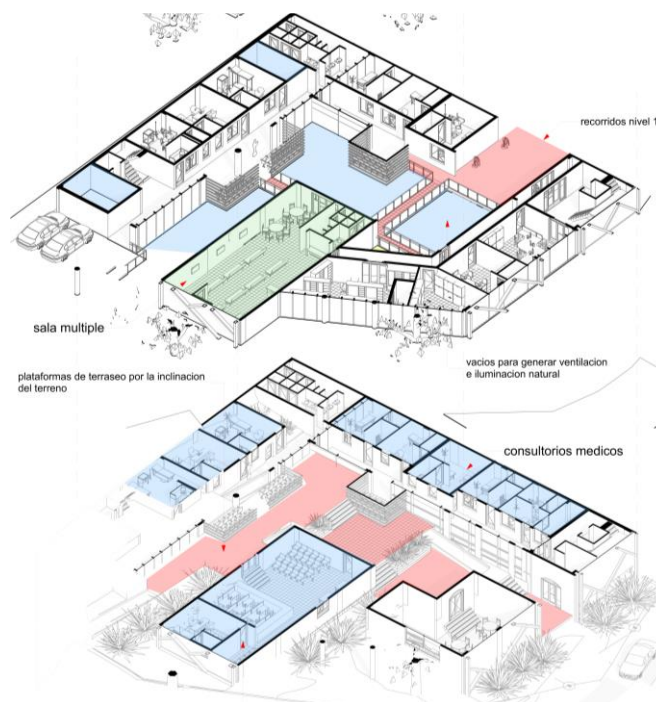 recorridos nivel 1
sala multiple
plataformas de terraseo por la inclinacion
del terreno
vacios para generar ventilacion
e iluminacion natural
consultorios medicos